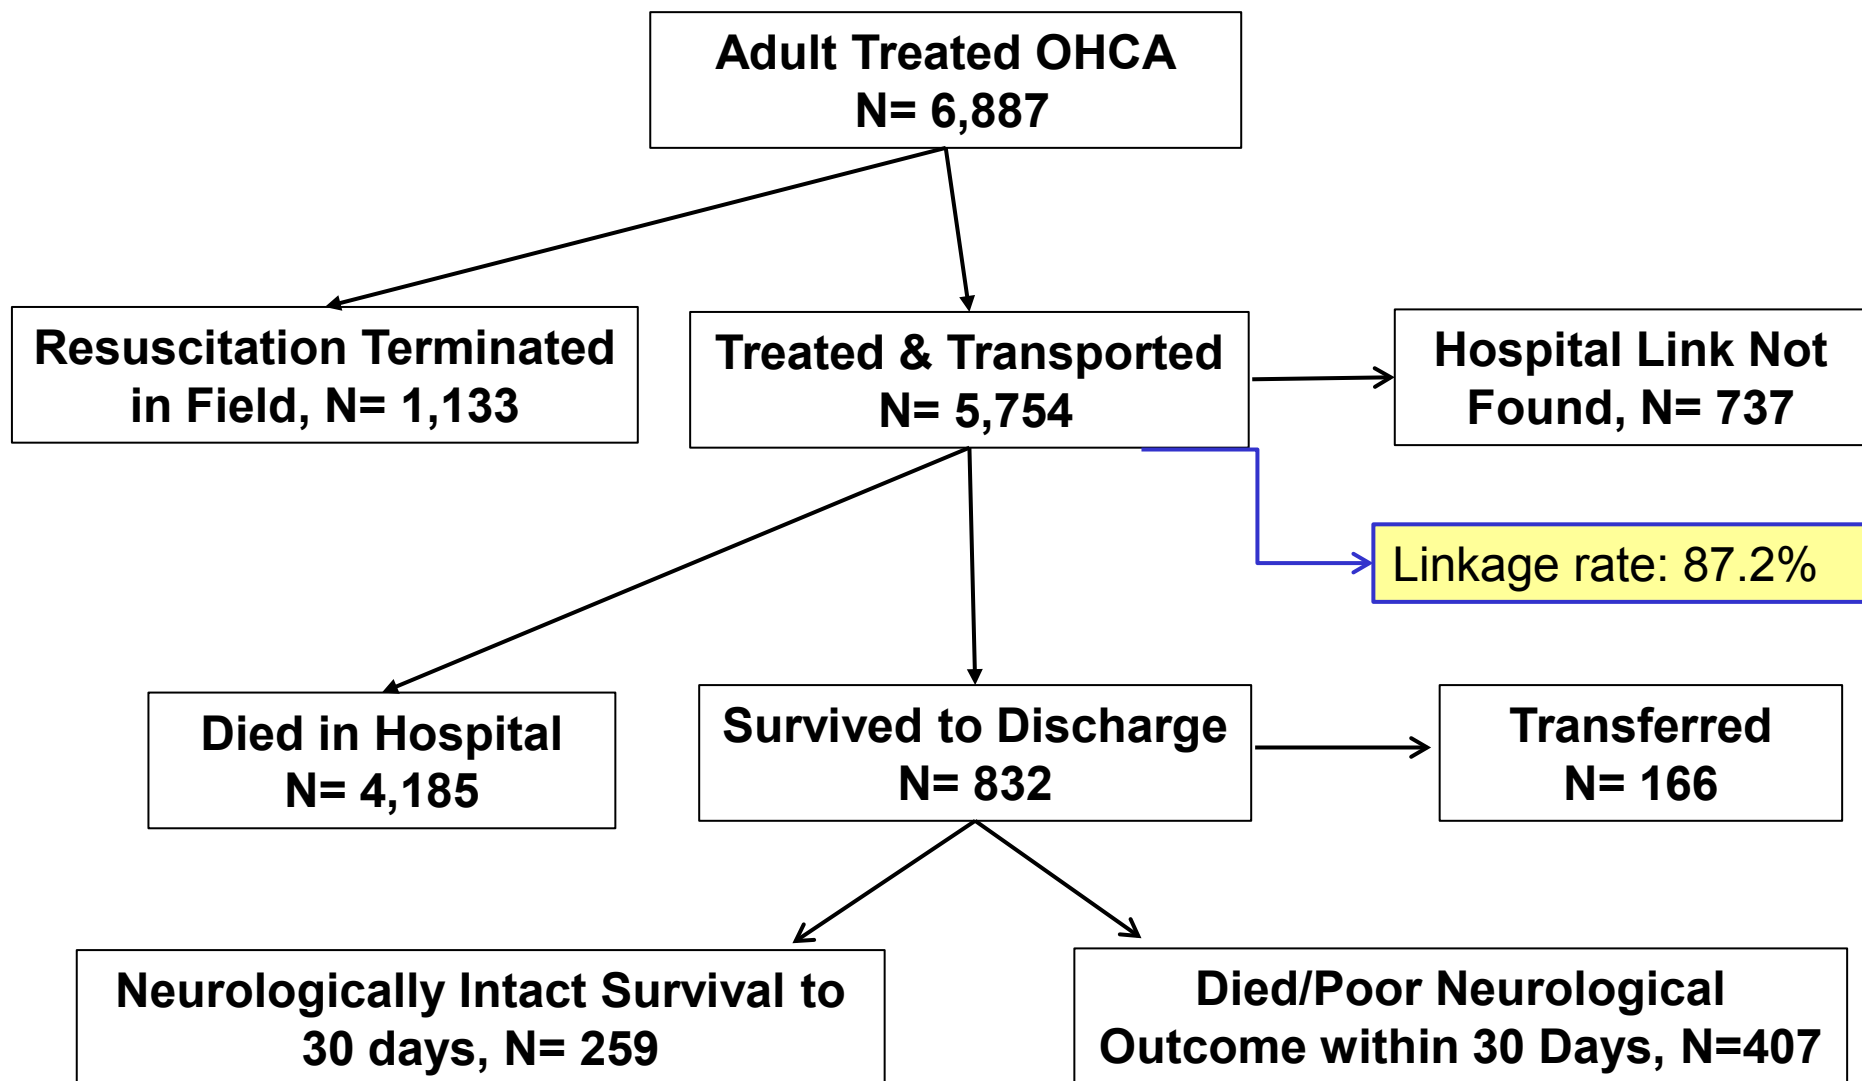 Adult Treated OHCA
N= 6,887
Resuscitation Terminated
in Field, N= 1,133
Treated & Transported
N= 5,754
Hospital Link Not
Found, N= 737
Linkage rate: 87.2%
Died in Hospital
N= 4,185
Survived to Discharge
N= 832
Transferred
N= 166
Neurologically Intact Survival to
30 days, N= 259
Died/Poor Neurological
Outcome within 30 Days, N=407